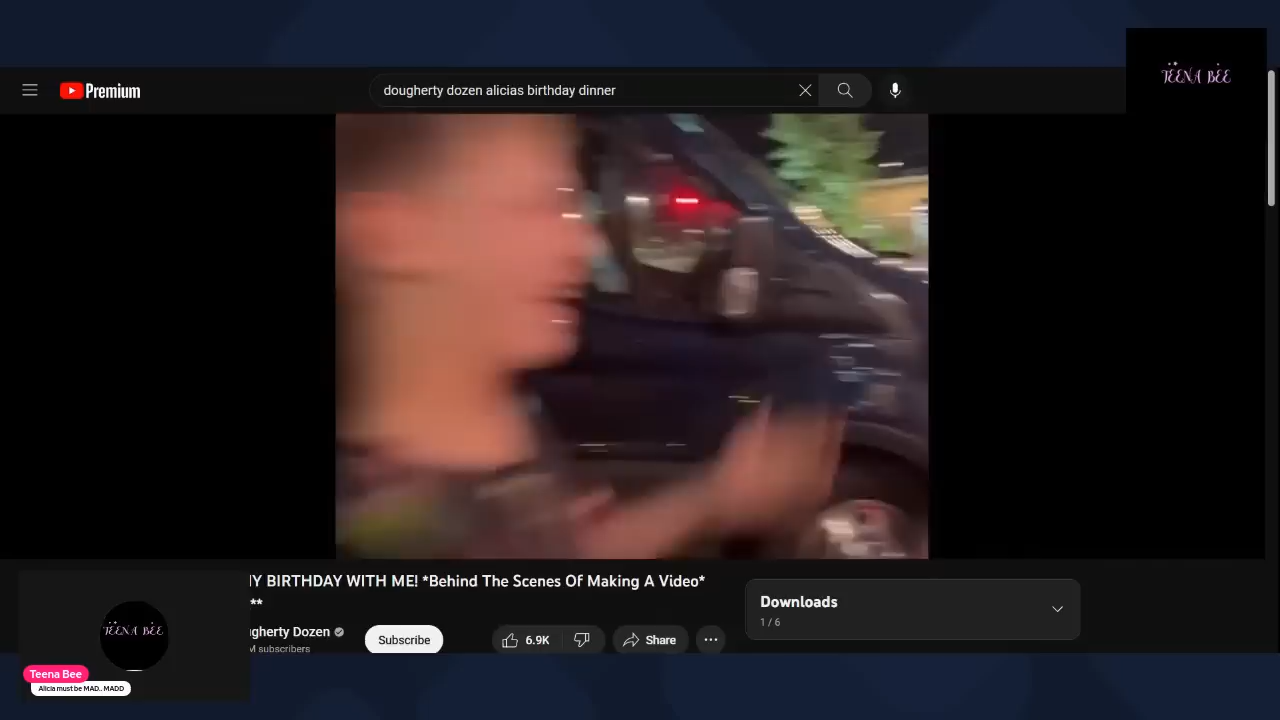 Premium
dougherty dozen alicias birthday dinner
TEENA BEE
Y BIRTHDAY WITH ME! *Behind The Scenes Of Making A Video*
**
gherty Dozen
Subscribe
6.9K
Share
M subscribers
Downloads
1 / 6
TEENA BEE
Teena Bee
Alicia must be MAD.. MADD